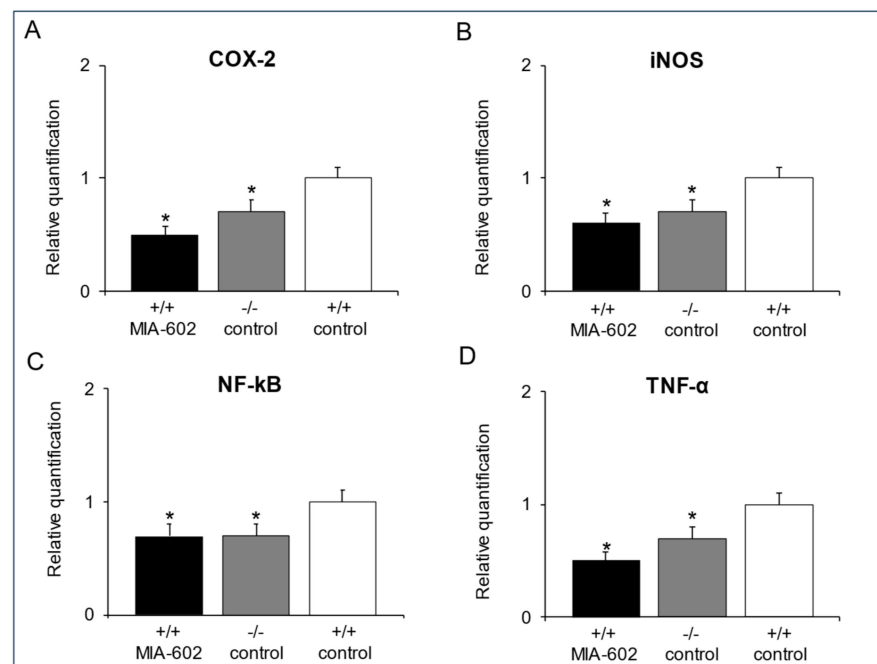 A
COX-2
Relative quantification
2
1
0
*
*
+/+
MIA-602
-/-
control
+/+
control
B
iNOS
Relative quantification
2
1
0
*
*
+/+
MIA-602
-/-
control
+/+
control
C
NF-kB
Relative quantification
2
1
0
*
*
+/+
MIA-602
-/-
control
+/+
control
D
TNF-α
Relative quantification
2
1
0
*
*
+/+
MIA-602
-/-
control
+/+
control